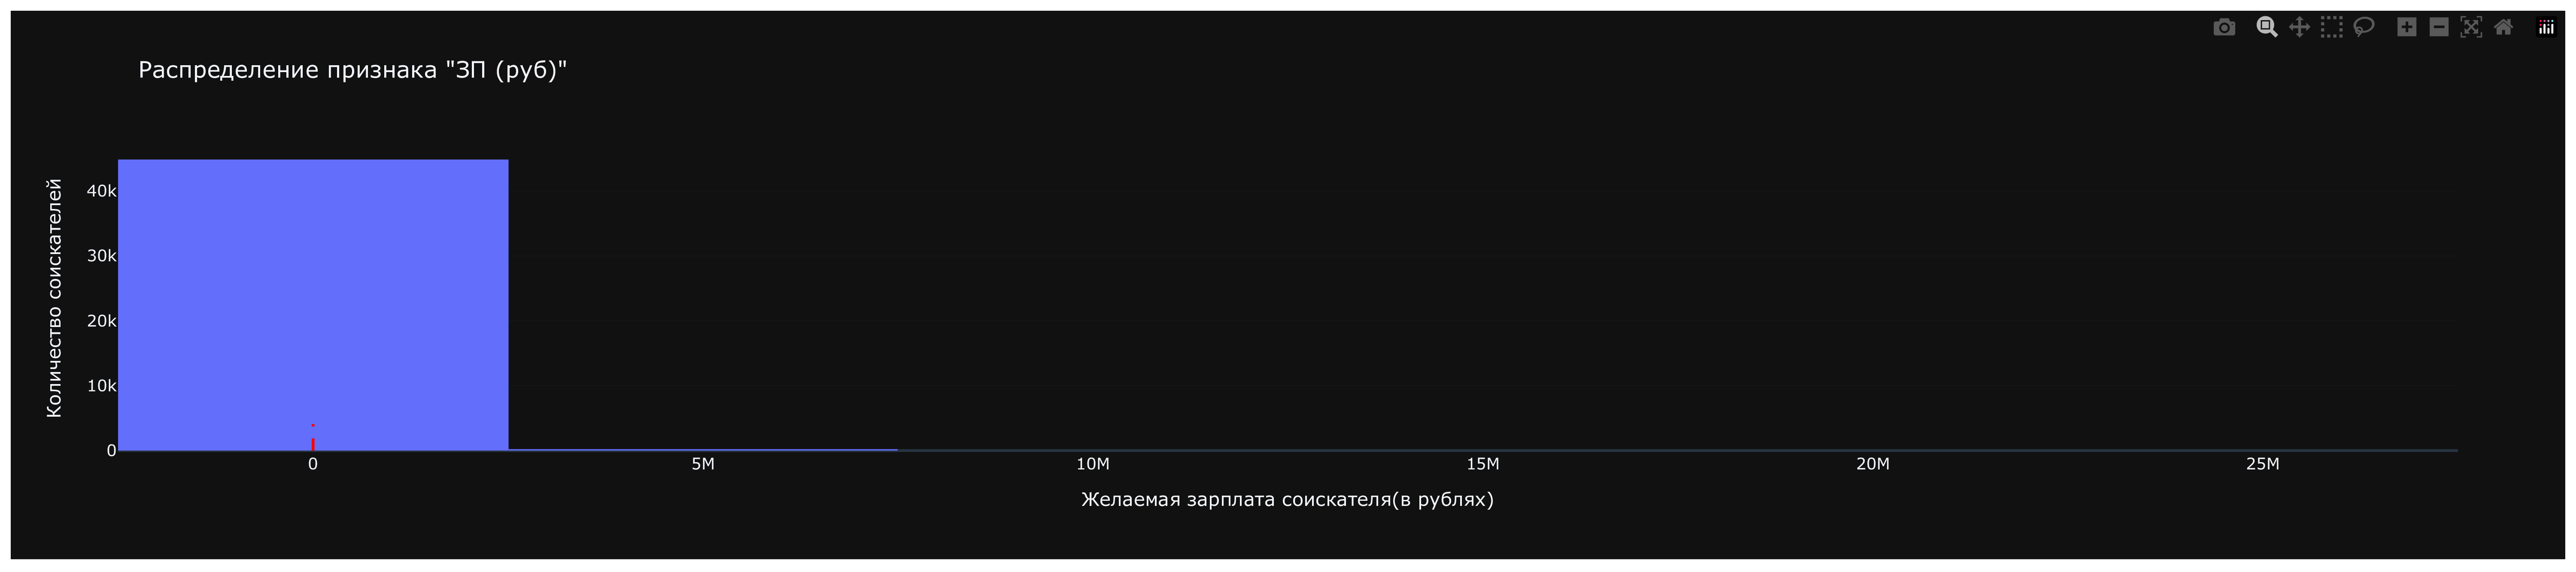 Распределение признака "ЗП (руб)"
Количество соискателей
40k
30k
20k
10k
0
0 5M 10M 15M 20M 25M
Желаемая зарплата соискателя(в рублях)